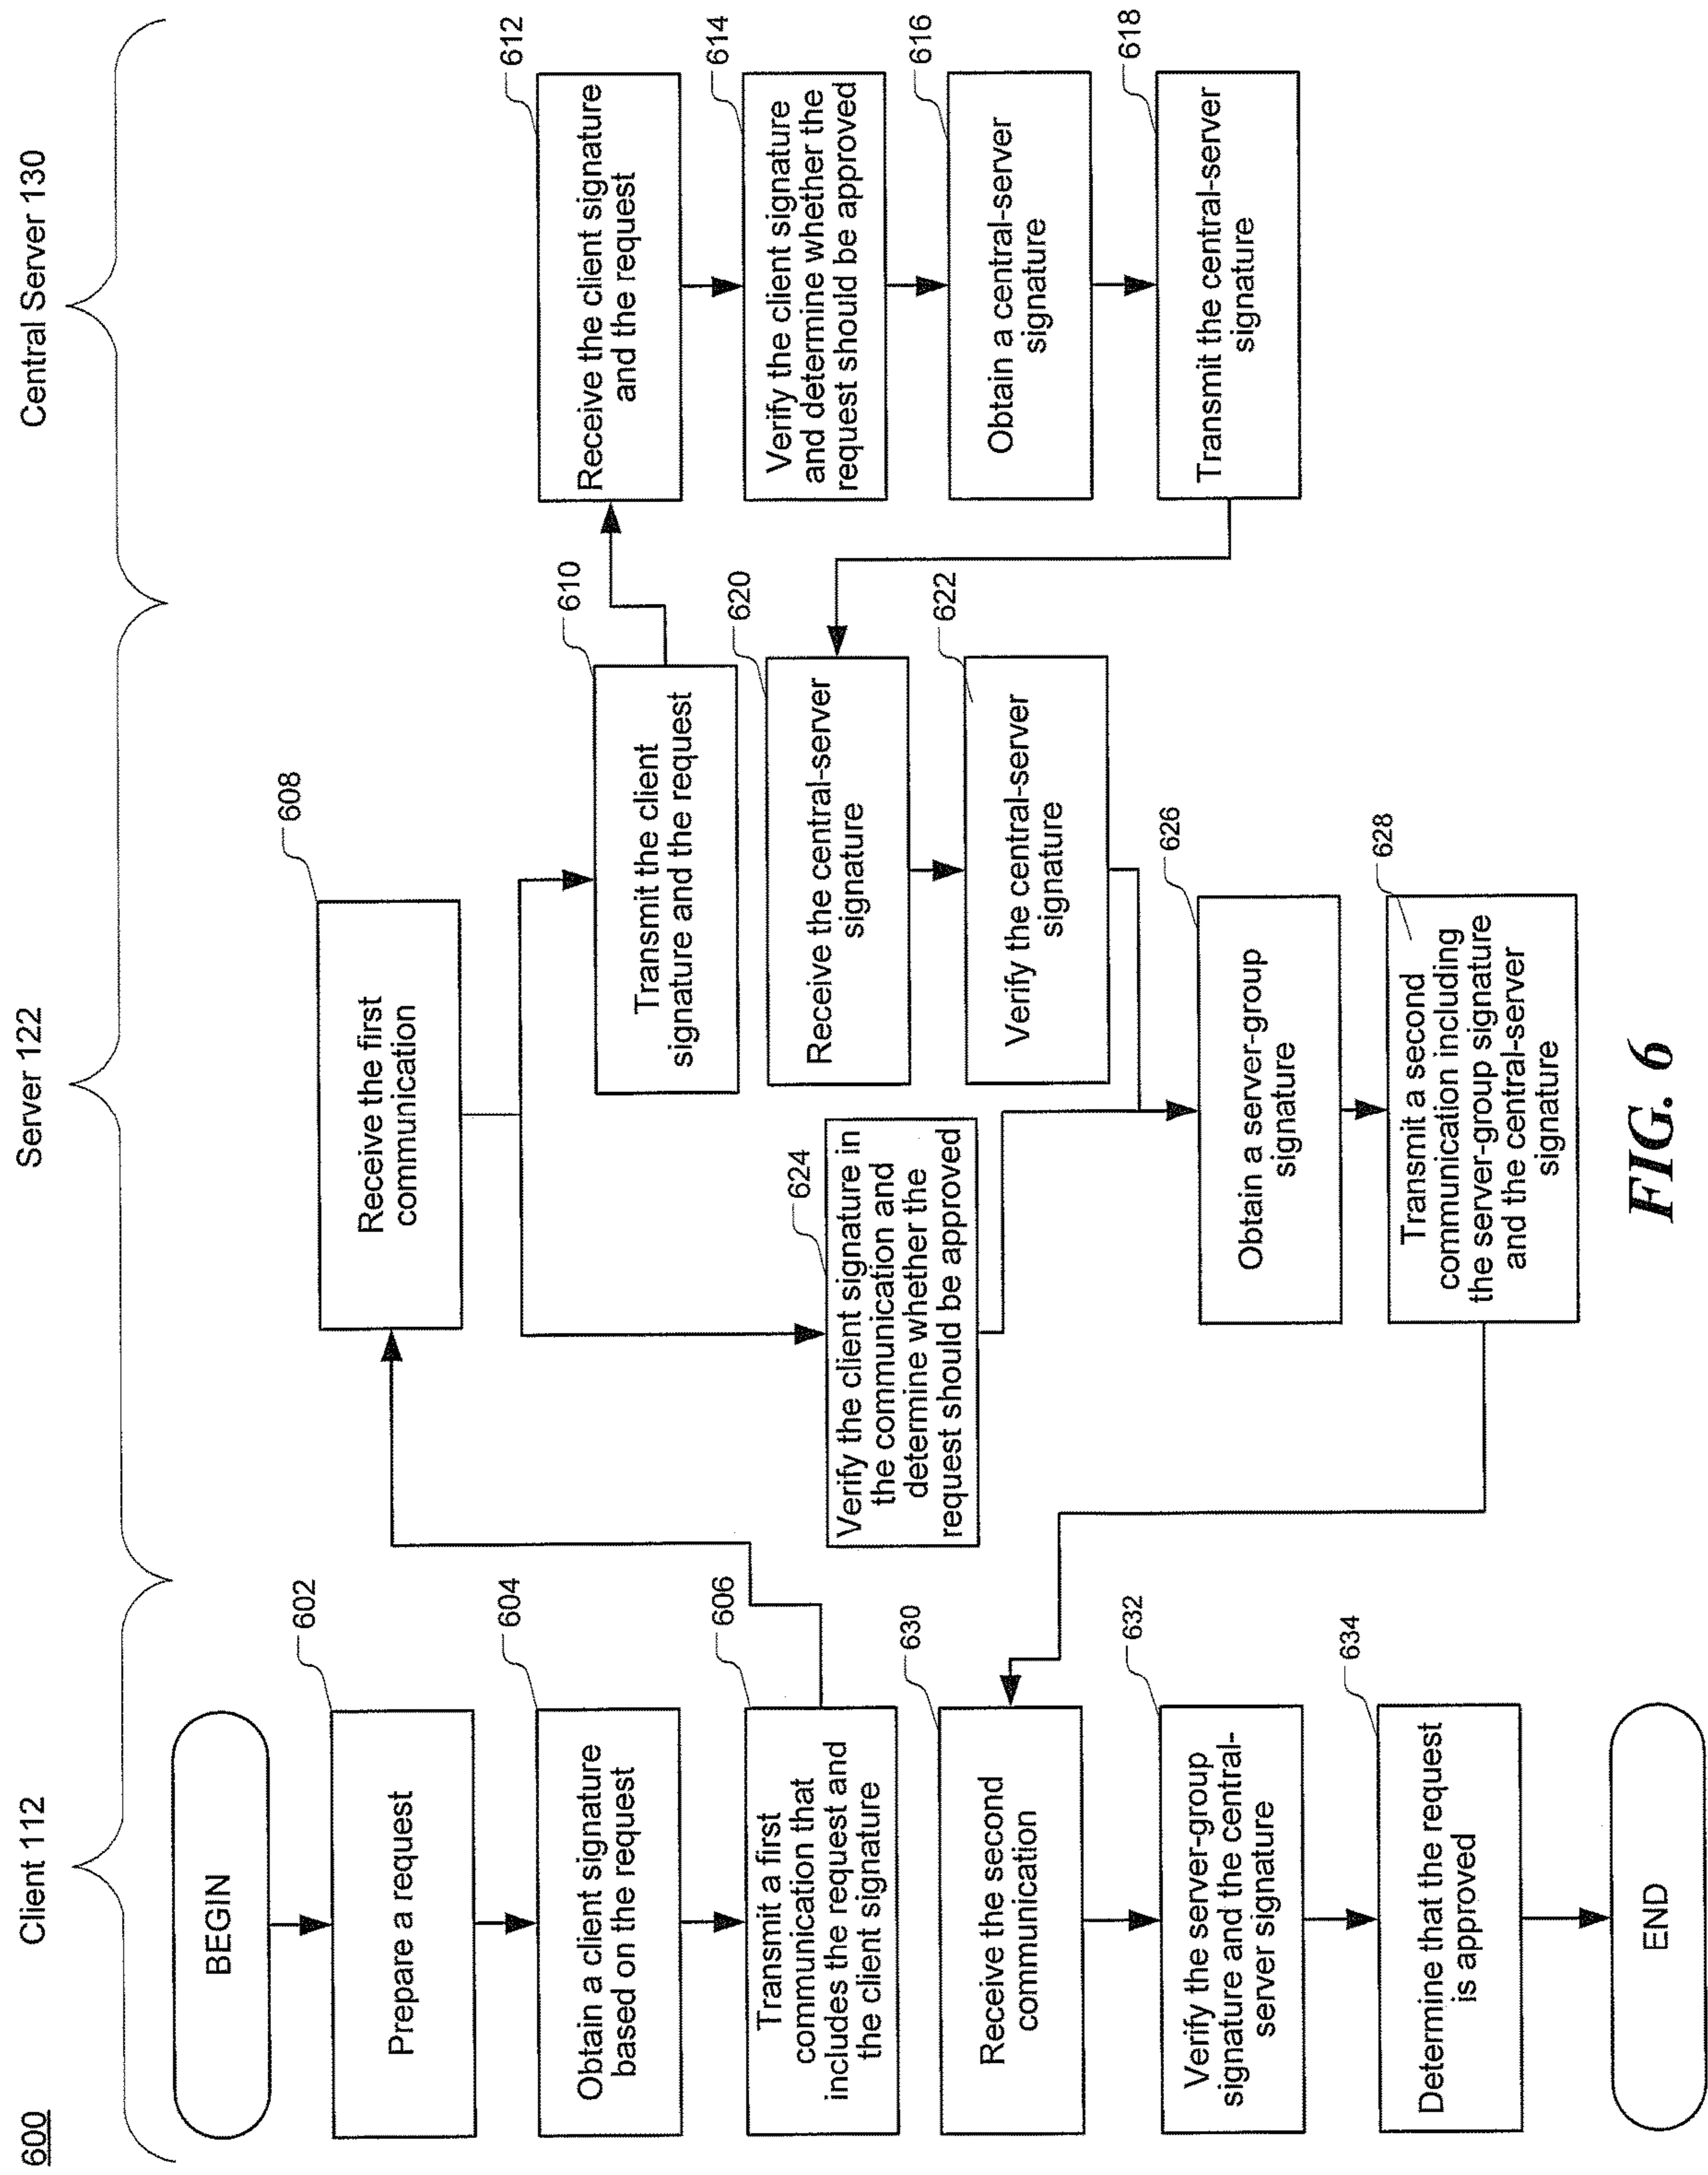 600
Client 112
Server 122
Central Server 130
BEGIN
602
Prepare a request
604
Obtain a client signature
based on the request
606
Transmit a first
communication that
includes the request and
the client signature
608
Receive the first
communication
610
Transmit the client
signature and the request
612
Receive the client signature
and the request
614
Verify the client signature
and determine whether the
request should be approved
616
Obtain a central-server
signature
618
Transmit the central-server
signature
620
Receive the central-server
signature
622
Verify the central-server
signature
624
Verify the client signature in
the communication and
determine whether the
request should be approved
626
Obtain a server-group
signature
628
Transmit a second
communication including
the server-group signature
and the central-server
signature
630
Receive the second
communication
632
Verify the server-group
signature and the central-
server signature
634
Determine that the request
is approved
END
FIG. 6